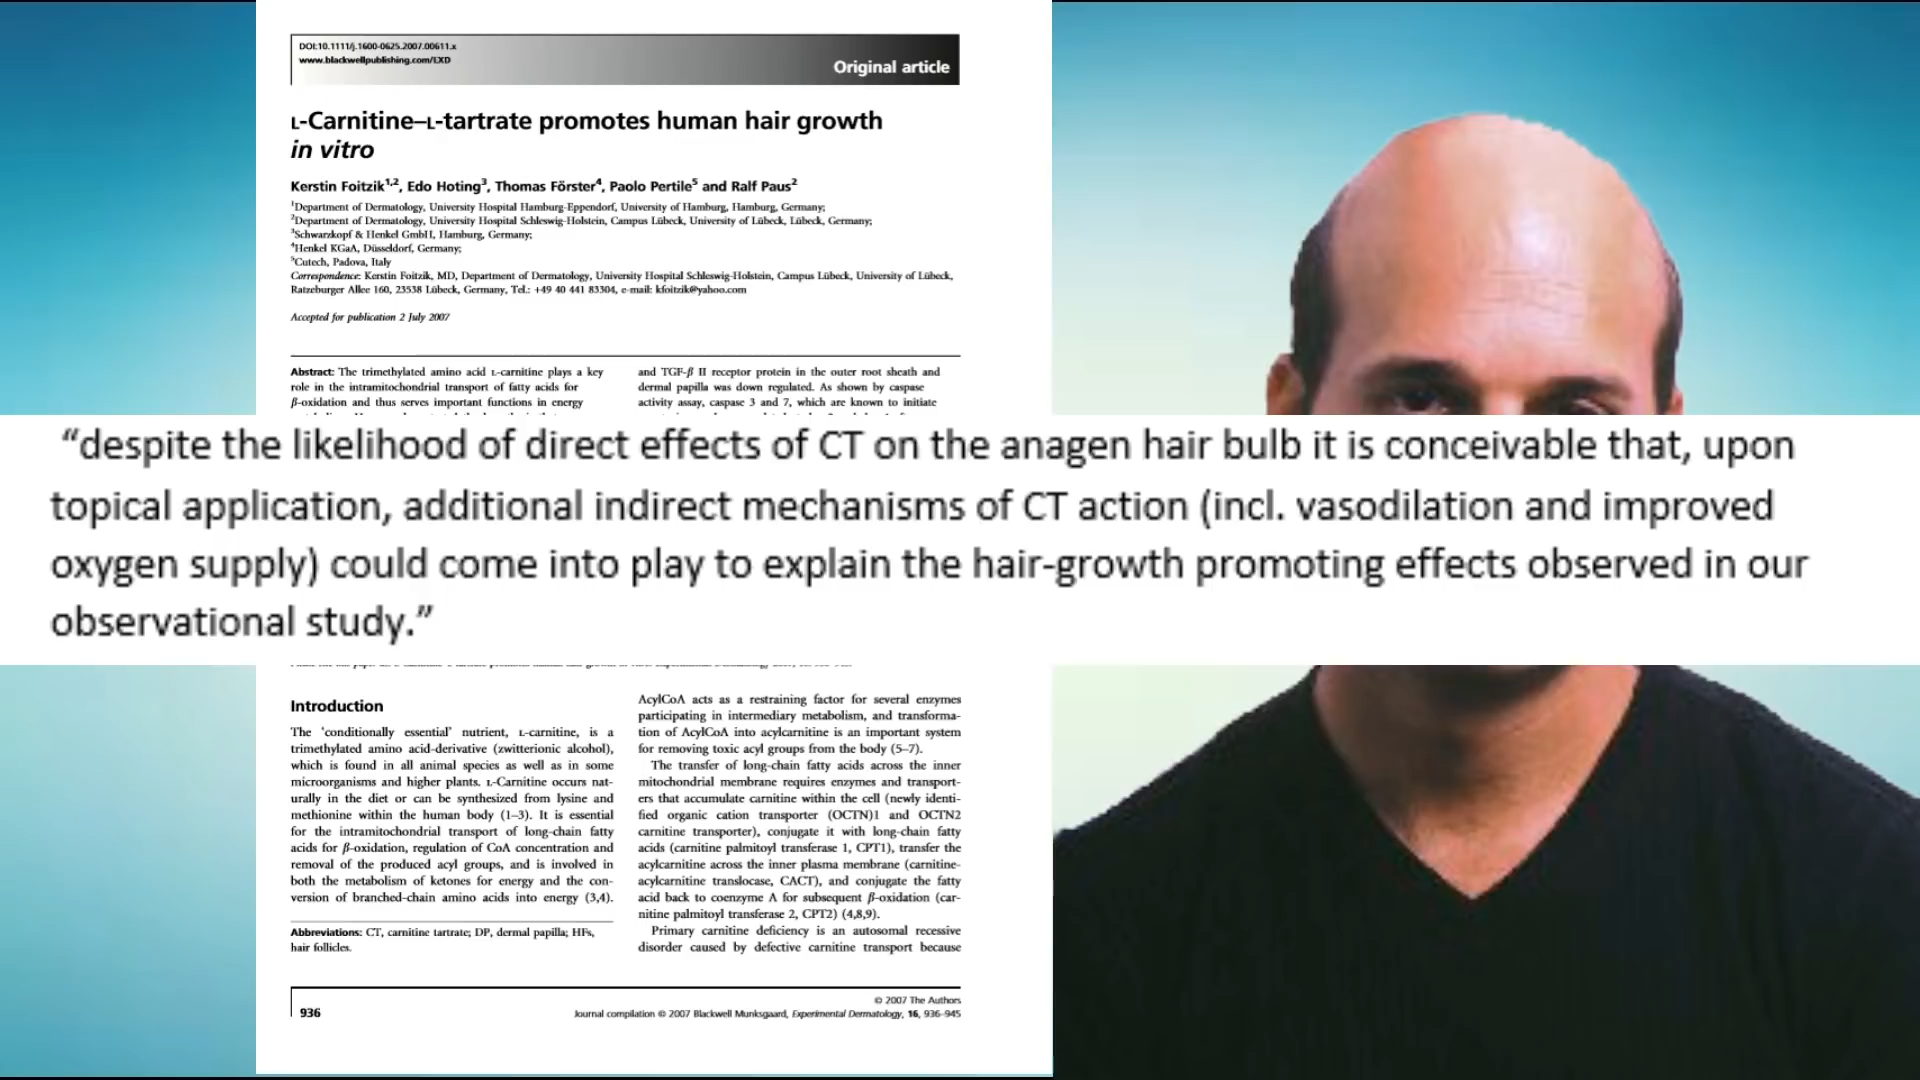 DOI:10.1111/j.1600-0625.2007.00611.x
www.blackwellpublishing.com/EXD
Original article
L-Carnitine–L-tartrate promotes human hair growth
in vitro
Kerstin Foitzik1,2, Edo Hoting3, Thomas Förster4, Paolo Pertile5 and Ralf Paus2
1Department of Dermatology, University Hospital Hamburg-Eppendorf, University of Hamburg, Hamburg, Germany;
2Department of Dermatology, University Hospital Schleswig-Holstein, Campus Lübeck, University of Lübeck, Lübeck, Germany;
3Schwarzkopf & Henkel GmbH, Hamburg, Germany;
4Henkel KGaA, Düsseldorf, Germany;
5Cutech, Padova, Italy
Correspondence: Kerstin Foitzik, MD, Department of Dermatology, University Hospital Schleswig-Holstein, Campus Lübeck, University of Lübeck,
Ratzeburger Allee 160, 23538 Lübeck, Germany, Tel.: +49 40 441 83304, e-mail: kfoitzik@yahoo.com
Accepted for publication 2 July 2007
Abstract: The trimethylated amino acid L-carnitine plays a key
role in the intramitochondrial transport of fatty acids for
β-oxidation and thus serves important functions in energy
and TGF-β II receptor protein in the outer root sheath and
dermal papilla was down regulated. As shown by caspase
activity assay, caspase 3 and 7, which are known to initiate
“despite the likelihood of direct effects of CT on the anagen hair bulb it is conceivable that, upon
topical application, additional indirect mechanisms of CT action (incl. vasodilation and improved
oxygen supply) could come into play to explain the hair-growth promoting effects observed in our
observational study.”
Introduction
The ‘conditionally essential’ nutrient, L-carnitine, is a
trimethylated amino acid-derivative (zwitterionic alcohol),
which is found in all animal species as well as in some
microorganisms and higher plants. L-Carnitine occurs nat-
urally in the diet or can be synthesized from lysine and
methionine within the human body (1–3). It is essential
for the intramitochondrial transport of long-chain fatty
acids for β-oxidation, regulation of CoA concentration and
removal of the produced acyl groups, and is involved in
both the metabolism of ketones for energy and the con-
version of branched-chain amino acids into energy (3,4).
Abbreviations: CT, carnitine tartrate; DP, dermal papilla; HFs,
hair follicles.
AcylCoA acts as a restraining factor for several enzymes
participating in intermediary metabolism, and transforma-
tion of AcylCoA into acylcarnitine is an important system
for removing toxic acyl groups from the body (5–7).
The transfer of long-chain fatty acids across the inner
mitochondrial membrane requires enzymes and transport-
ers that accumulate carnitine within the cell (newly identi-
fied organic cation transporter (OCTN)1 and OCTN2
carnitine transporter), conjugate it with long-chain fatty
acids (carnitine palmitoyl transferase 1, CPT1), transfer the
acylcarnitine across the inner plasma membrane (carnitine-
acylcarnitine translocase, CACT), and conjugate the fatty
acid back to coenzyme A for subsequent β-oxidation (car-
nitine palmitoyl transferase 2, CPT2) (4,8,9).
Primary carnitine deficiency is an autosomal recessive
disorder caused by defective carnitine transport because
© 2007 The Authors
936
Journal compilation © 2007 Blackwell Munksgaard, Experimental Dermatology, 16, 936–945